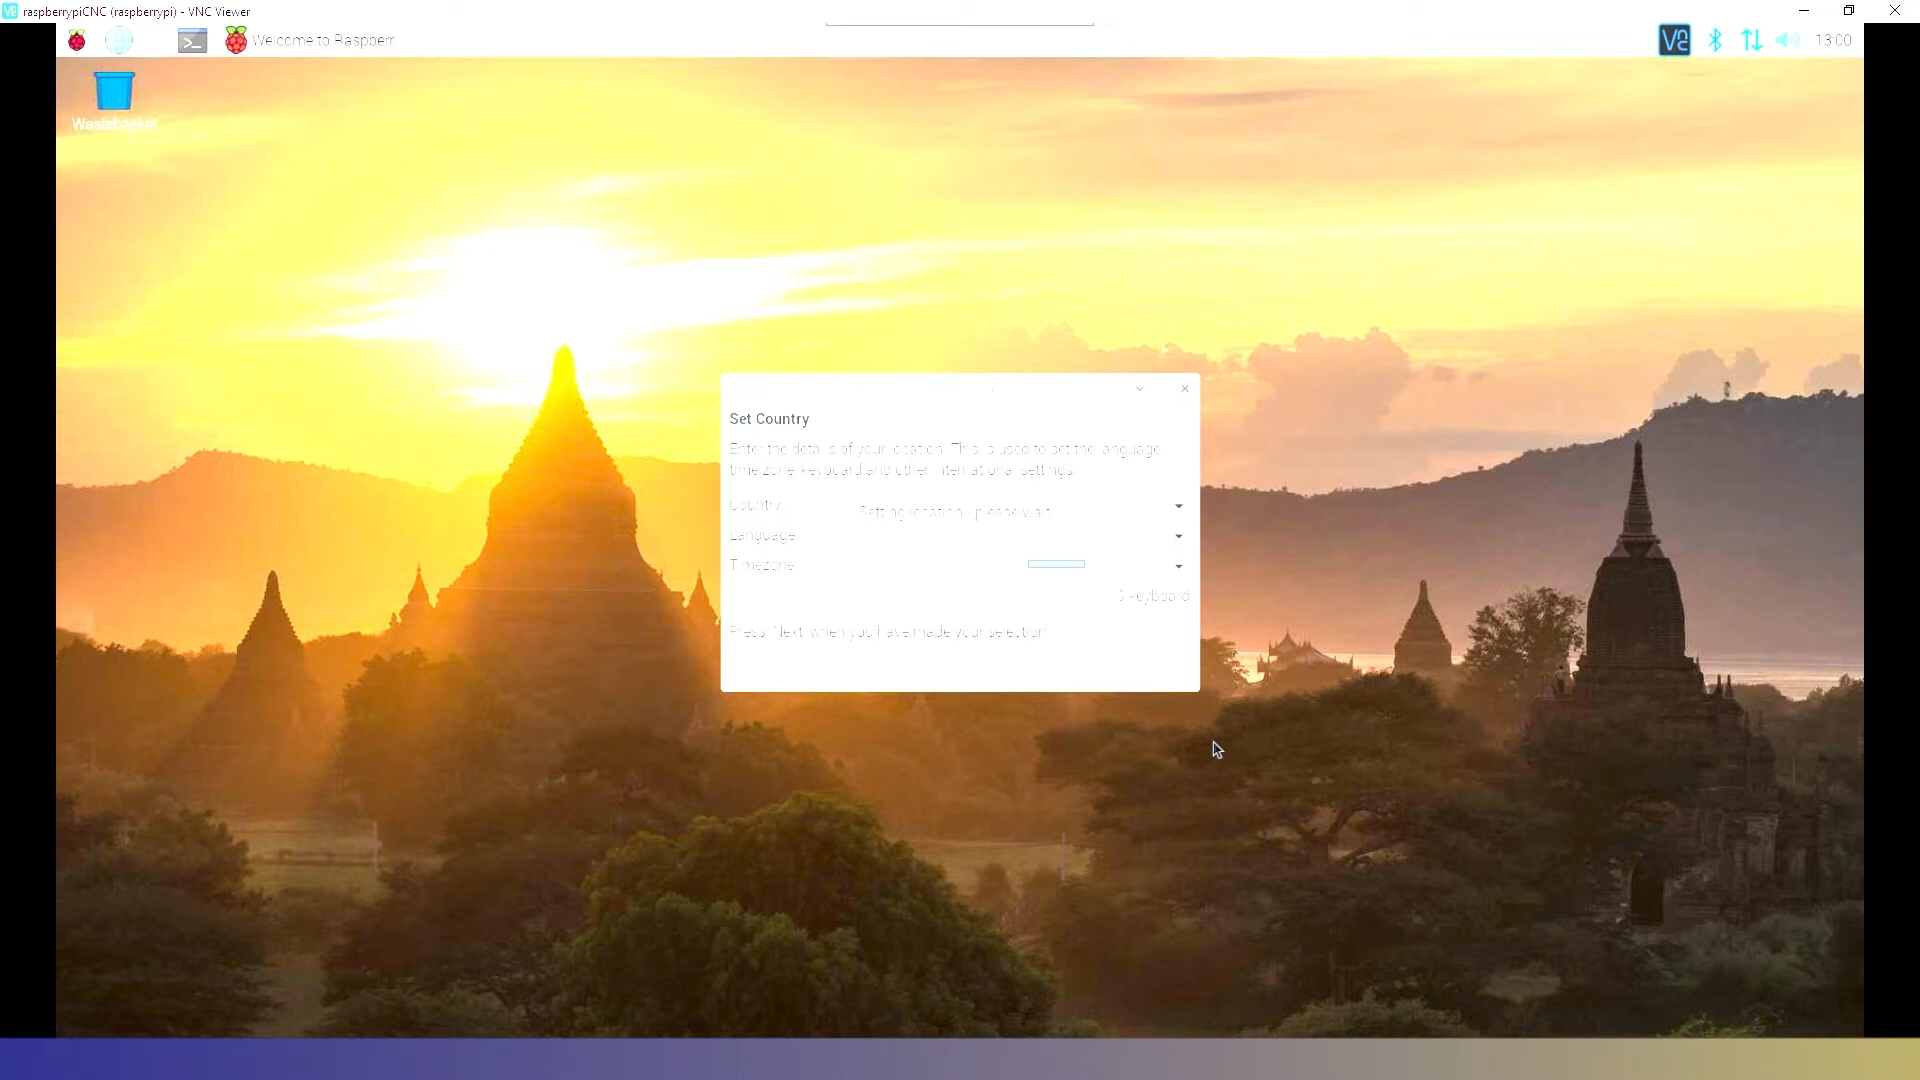 raspberrypiCNC (raspberrypi) - VNC Viewer
Welcome to Raspberr
13:00
Wastebasket
Set Country
Enter the details of your location. This is used to set the language,
time zone, keyboard and other international settings.
Country:
Setting location - please wait
Language:
Timezone:
keyboard
Press 'Next' when you have made your selection.